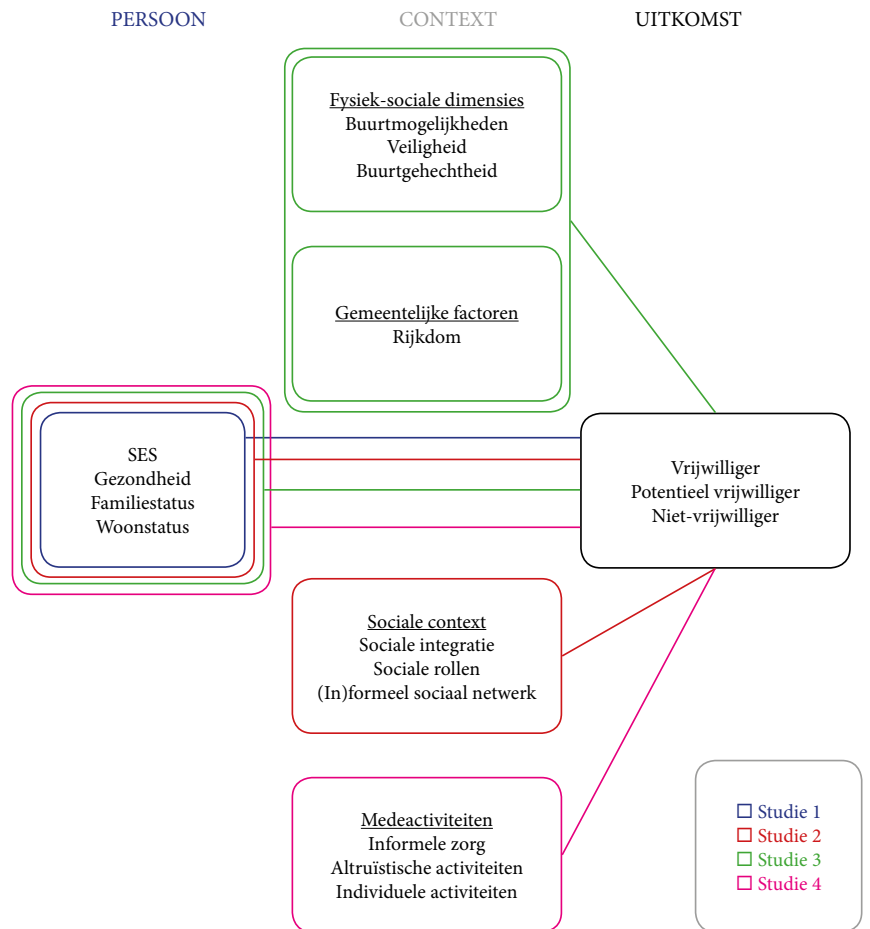 PERSOON
CONTEXT
UITKOMST
Fysiek-sociale dimensies
Buurtmogelijkheden
Veiligheid
Buurtgehechtheid
Gemeentelijke factoren
Rijkdom
SES
Gezondheid
Familiestatus
Woonstatus
Vrijwilliger
Potentieel vrijwilliger
Niet-vrijwilliger
Sociale context
Sociale integratie
Sociale rollen
(In)formeel sociaal netwerk
Medeactiviteiten
Informele zorg
Altruïstische activiteiten
Individuele activiteiten
Studie 1
Studie 2
Studie 3
Studie 4